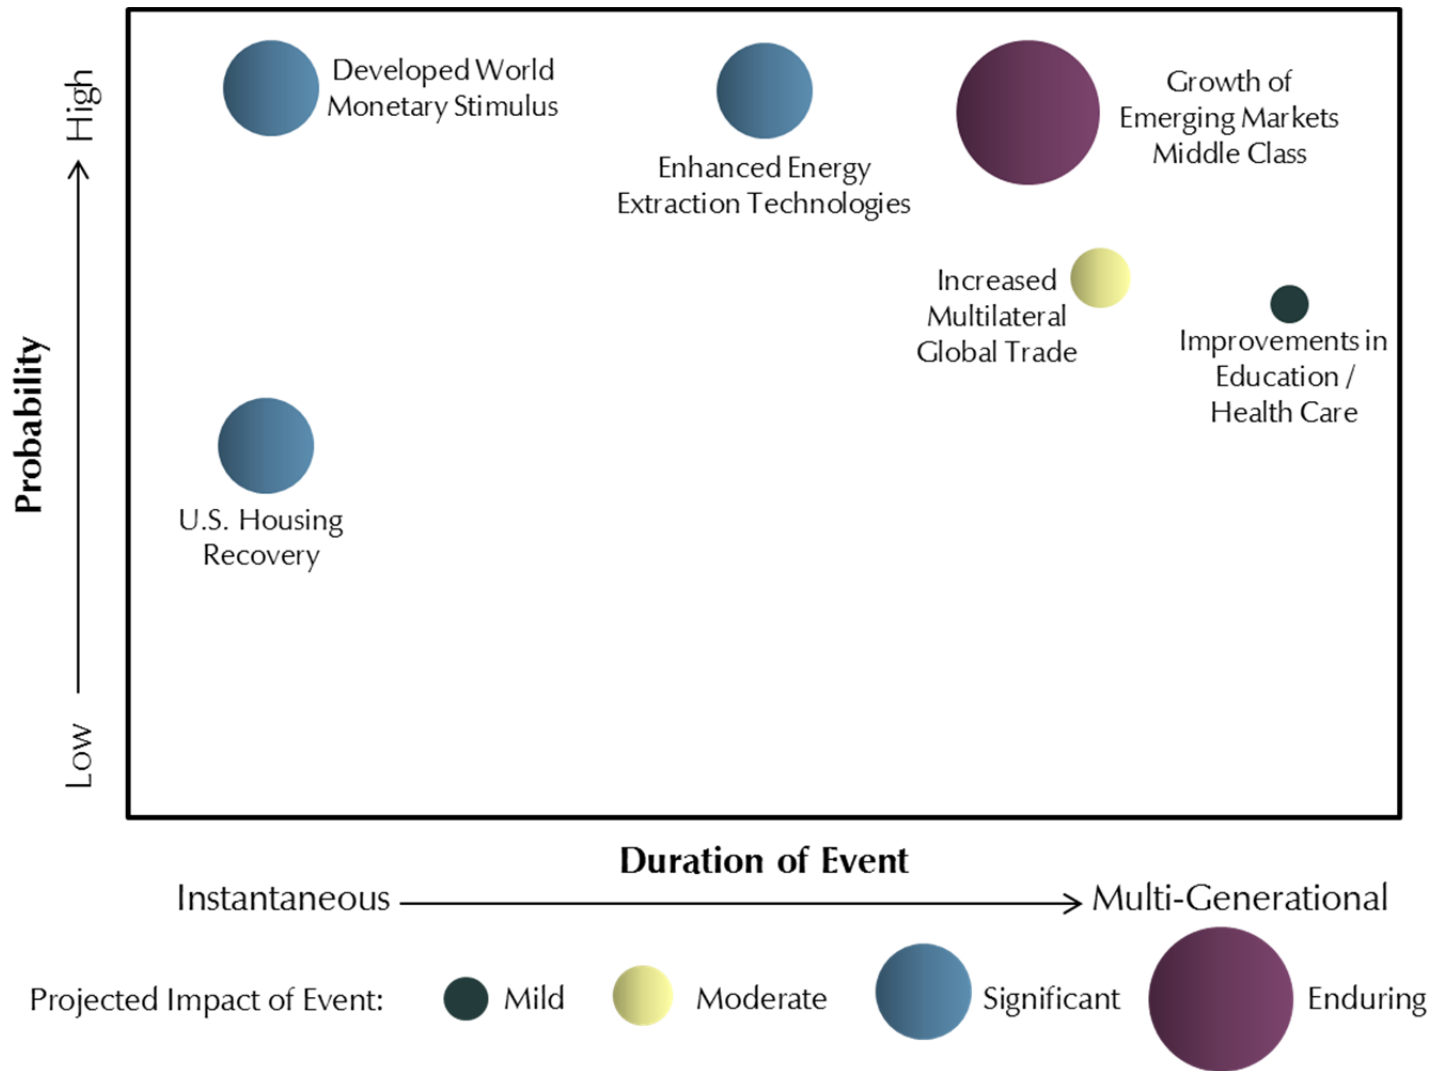 High
Probability
Low
Developed World
Monetary Stimulus
Enhanced Energy
Extraction Technologies
Growth of
Emerging Markets
Middle Class
Increased
Multilateral
Global Trade
Improvements in
Education /
Health Care
U.S. Housing
Recovery
Duration of Event
Instantaneous
Multi-Generational
Projected Impact of Event:
Mild
Moderate
Significant
Enduring